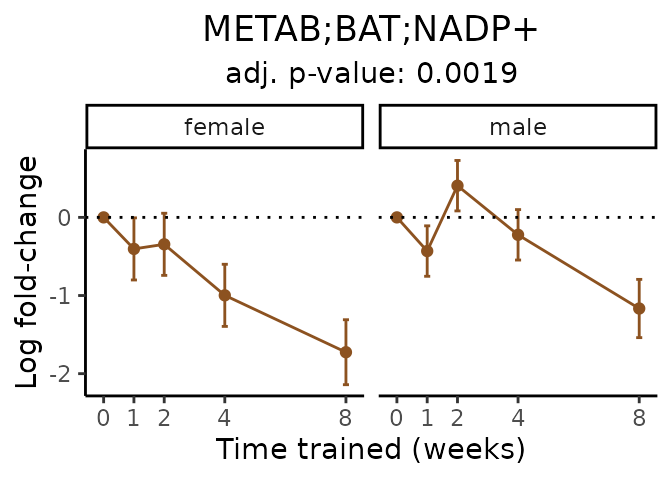 METAB;BAT;NADP+
adj. p-value: 0.0019
female
male
Log fold-change
0
-1
-2
0 1 2 4 8
0 1 2 4 8
Time trained (weeks)